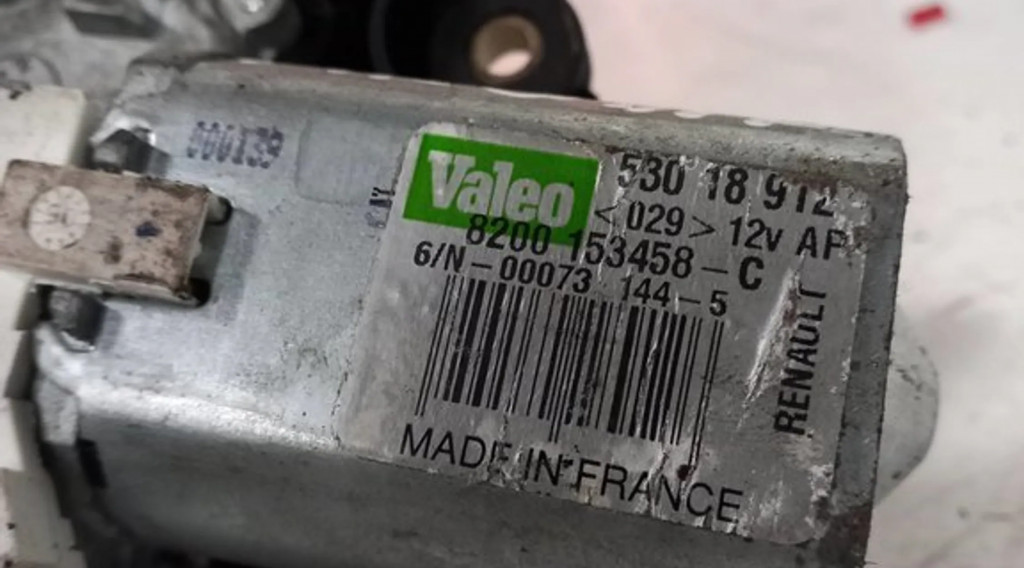 000139
Valeo
530 18 912
<029> 12v AP
8200 153458-C
6/N-00073 144-5
RENAULT
MADE IN FRANCE